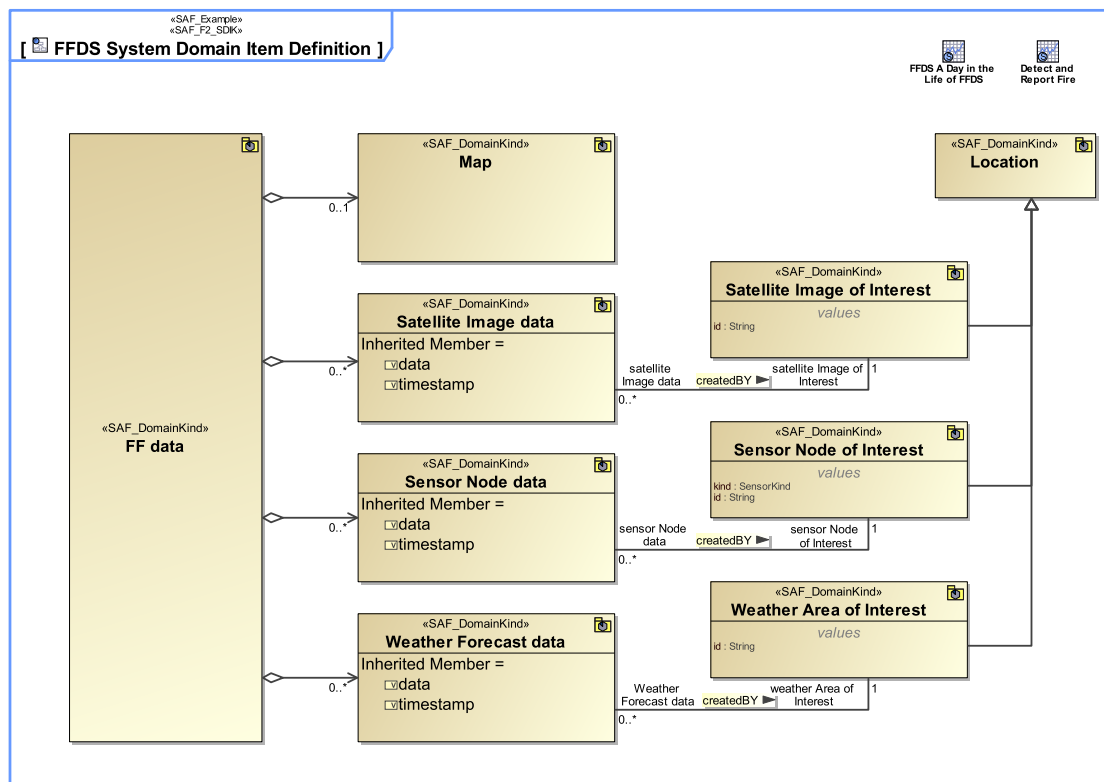 «SAF_Example»
«SAF_F2_SDIK»
[ FFDS System Domain Item Definition ]
FFDS A Day in the
Life of FFDS
Detect and
Report Fire
«SAF_DomainKind»
FF data
«SAF_DomainKind»
Map
0..1
«SAF_DomainKind»
Location
«SAF_DomainKind»
Satellite Image data
Inherited Member =
data
timestamp
0..*
satellite
Image data
createdBY
satellite Image of
Interest
1
0..*
«SAF_DomainKind»
Satellite Image of Interest
values
id : String
«SAF_DomainKind»
Sensor Node data
Inherited Member =
data
timestamp
0..*
sensor Node
data
createdBY
sensor Node
of Interest
1
0..*
«SAF_DomainKind»
Sensor Node of Interest
values
kind : SensorKind
id : String
«SAF_DomainKind»
Weather Forecast data
Inherited Member =
data
timestamp
0..*
Weather
Forecast data
createdBY
weather Area of
Interest
1
0..*
«SAF_DomainKind»
Weather Area of Interest
values
id : String